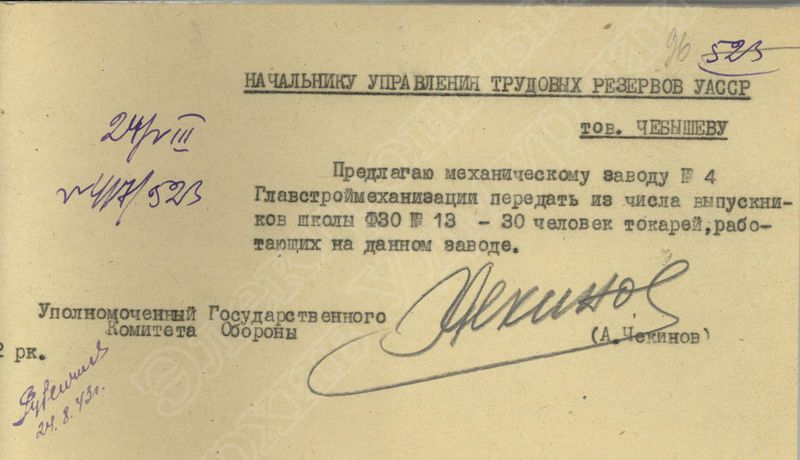 96
523
НАЧАЛЬНИКУ УПРАВЛЕНИЯ ТРУДОВЫХ РЕЗЕРВОВ УАССР
тов. ЧЕБЫШЕВУ
24/VIII
№ 417/523
Предлагаю механическому заводу № 4
Главстроймеханизации передать из числа выпускни-
ков школы ФЗО № 13 - 30 человек токарей,рабо-
тающих на данном заводе.
Уполномоченный Государственного
Комитета Обороны
(А.Чекинов)
2 рк.
24.8.43г.